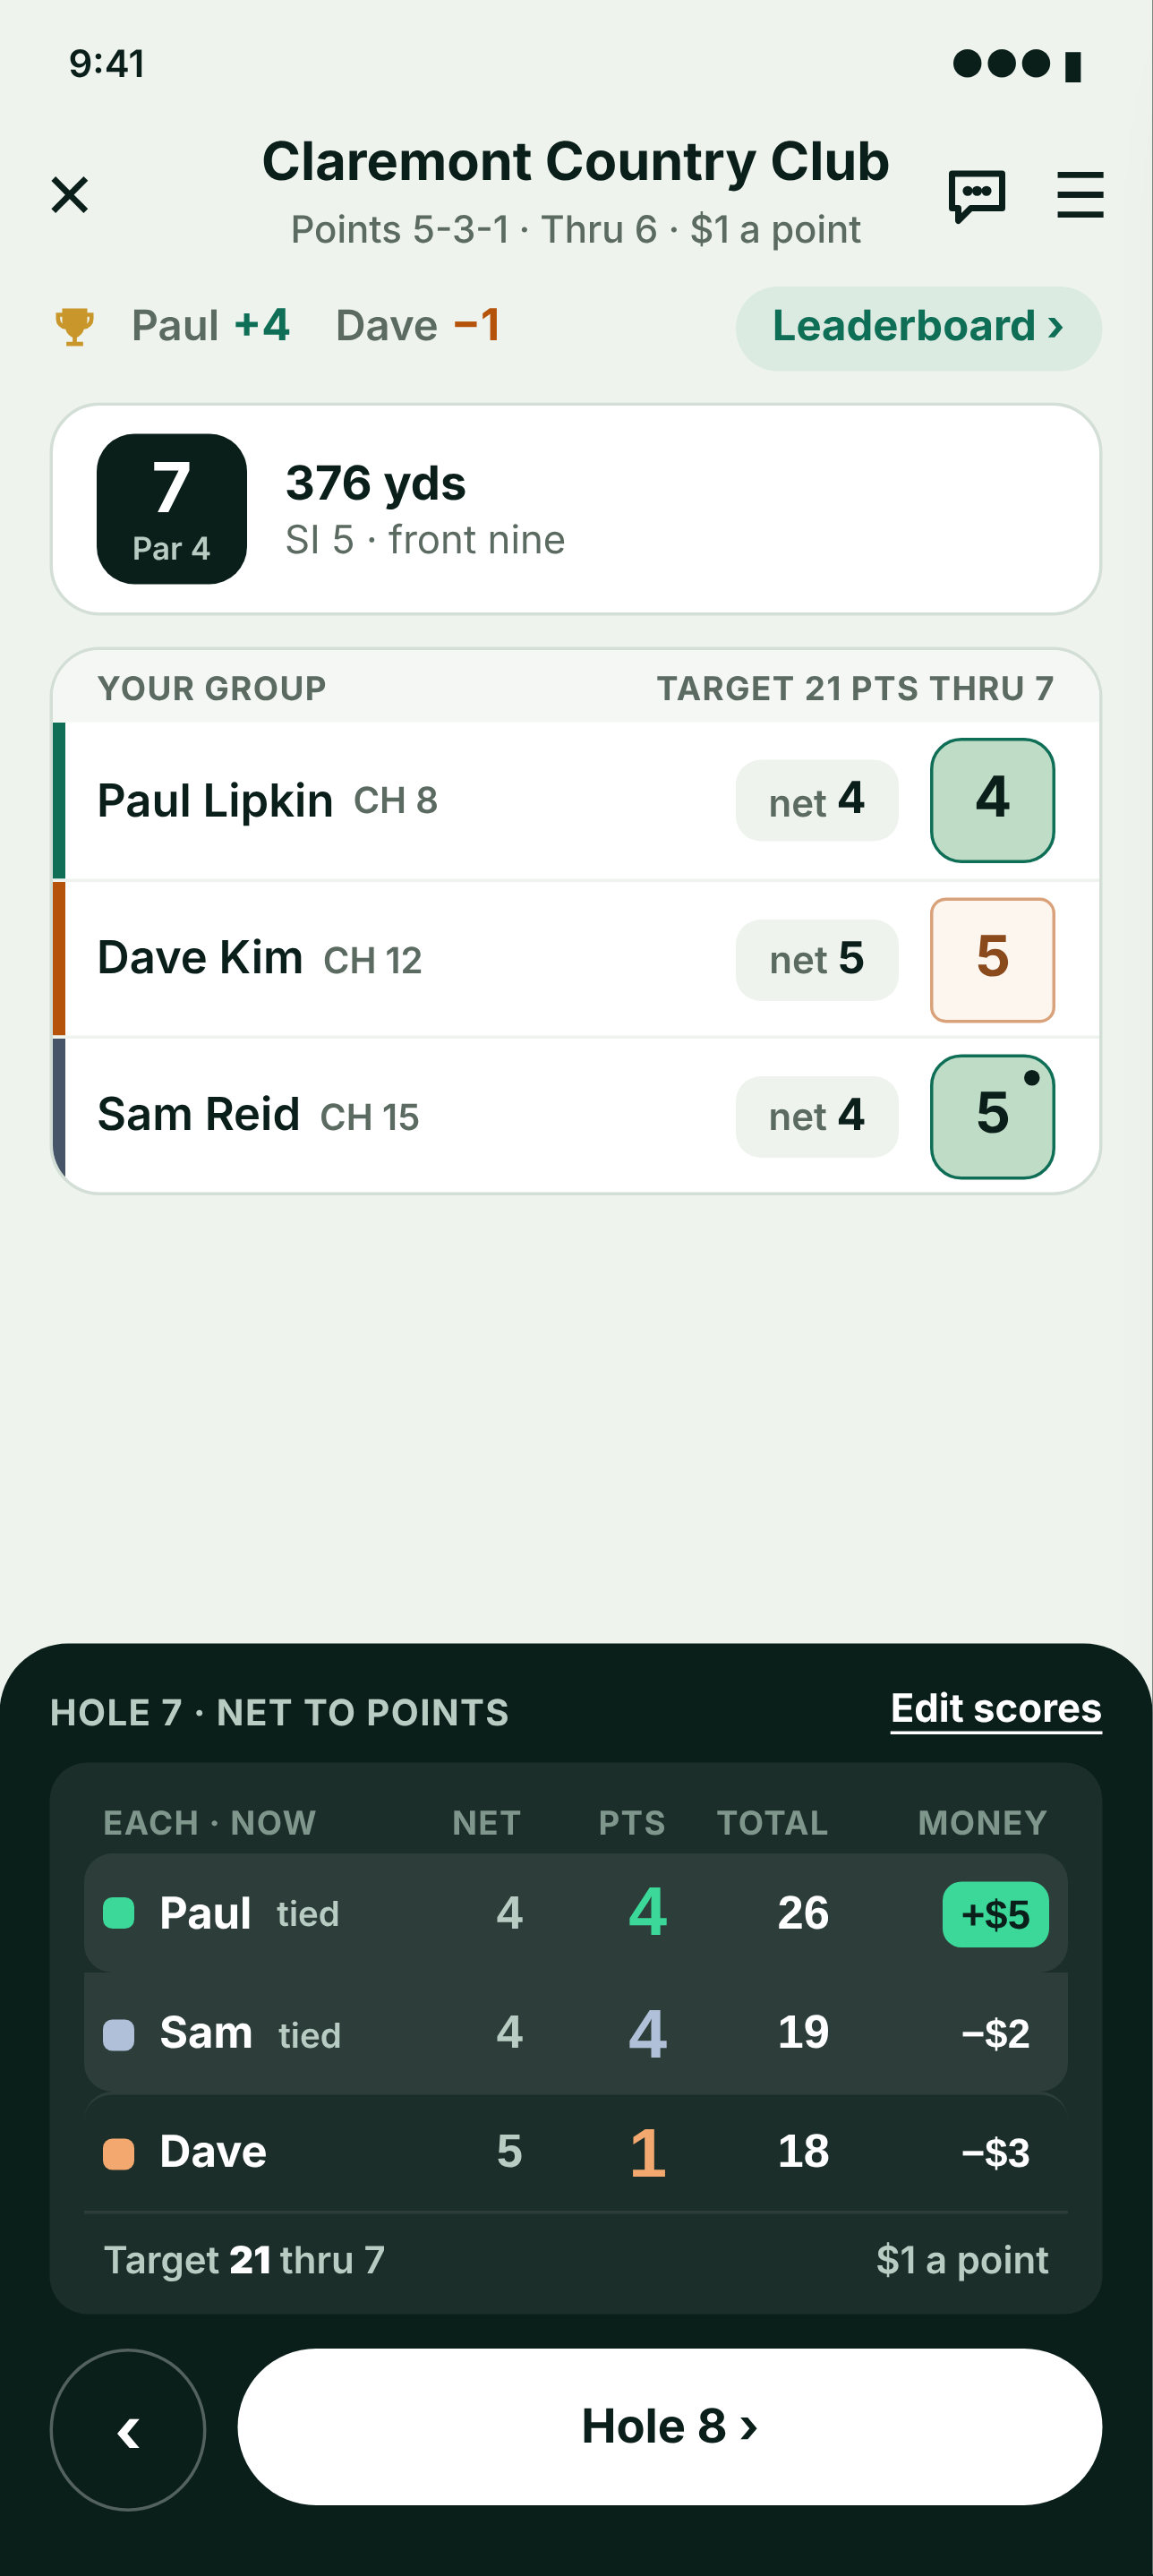 9:41
Claremont Country Club
Points 5-3-1 · Thru 6 · $1 a point
Paul +4 Dave −1 Leaderboard ›
7
Par 4
376 yds
SI 5 · front nine
YOUR GROUP TARGET 21 PTS THRU 7
Paul Lipkin CH 8 net 4 4
Dave Kim CH 12 net 5 5
Sam Reid CH 15 net 4 5
HOLE 7 · NET TO POINTS Edit scores
EACH · NOW NET PTS TOTAL MONEY
Paul tied 4 4 26 +$5
Sam tied 4 4 19 −$2
Dave 5 1 18 −$3
Target 21 thru 7 $1 a point
‹ Hole 8 ›